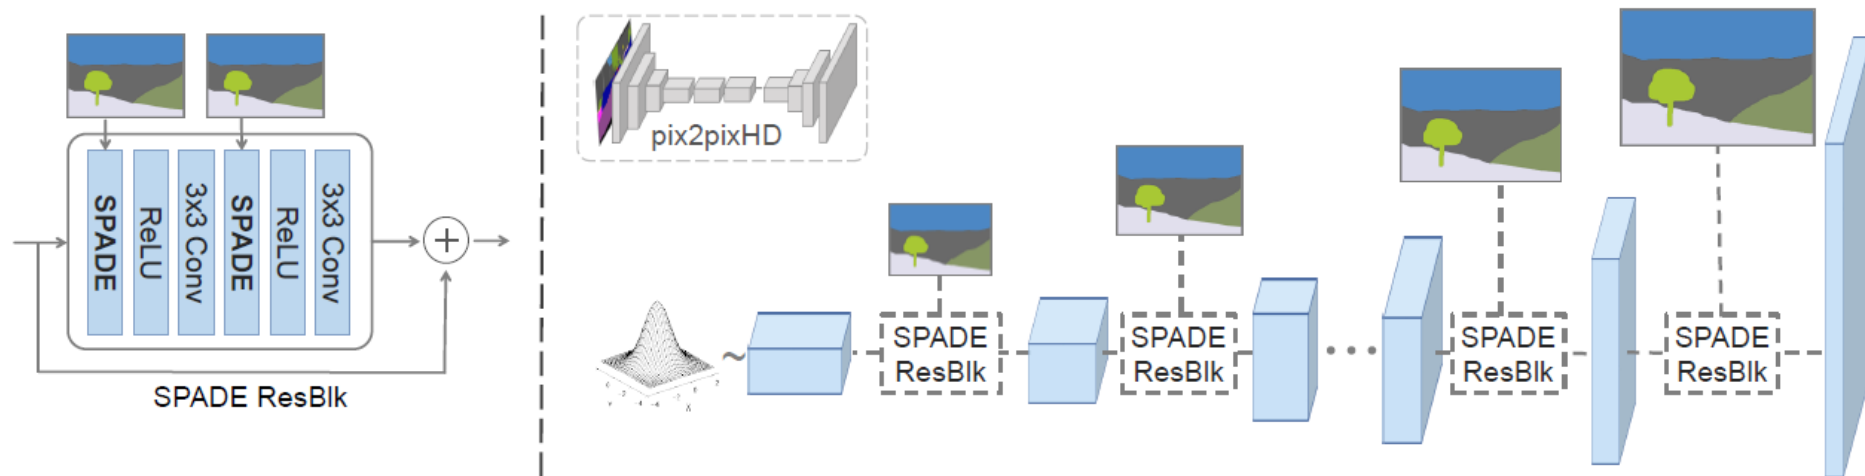 SPADE
ReLU
3x3 Conv
SPADE
ReLU
3x3 Conv
+
SPADE ResBlk
pix2pixHD
~
SPADE
ResBlk
SPADE
ResBlk
...
SPADE
ResBlk
SPADE
ResBlk